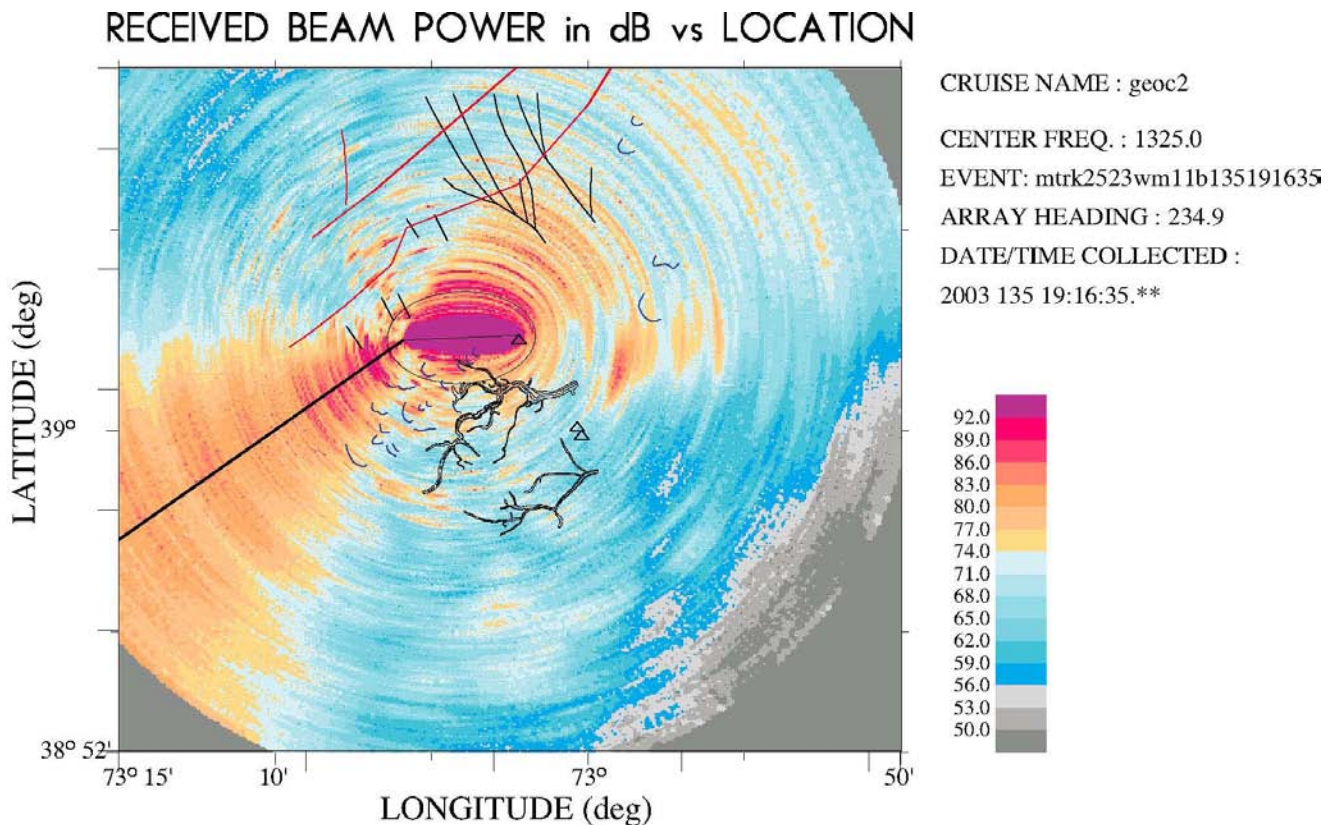 RECEIVED BEAM POWER in dB vs LOCATION
CRUISE NAME : geoc2
CENTER FREQ. : 1325.0
EVENT: mtrk2523wm11b135191635
ARRAY HEADING : 234.9
DATE/TIME COLLECTED :
2003 135 19:16:35.**
LATITUDE (deg)
39°
38° 52'
73° 15'
10'
73°
50'
LONGITUDE (deg)
92.0
89.0
86.0
83.0
80.0
77.0
74.0
71.0
68.0
65.0
62.0
59.0
56.0
53.0
50.0